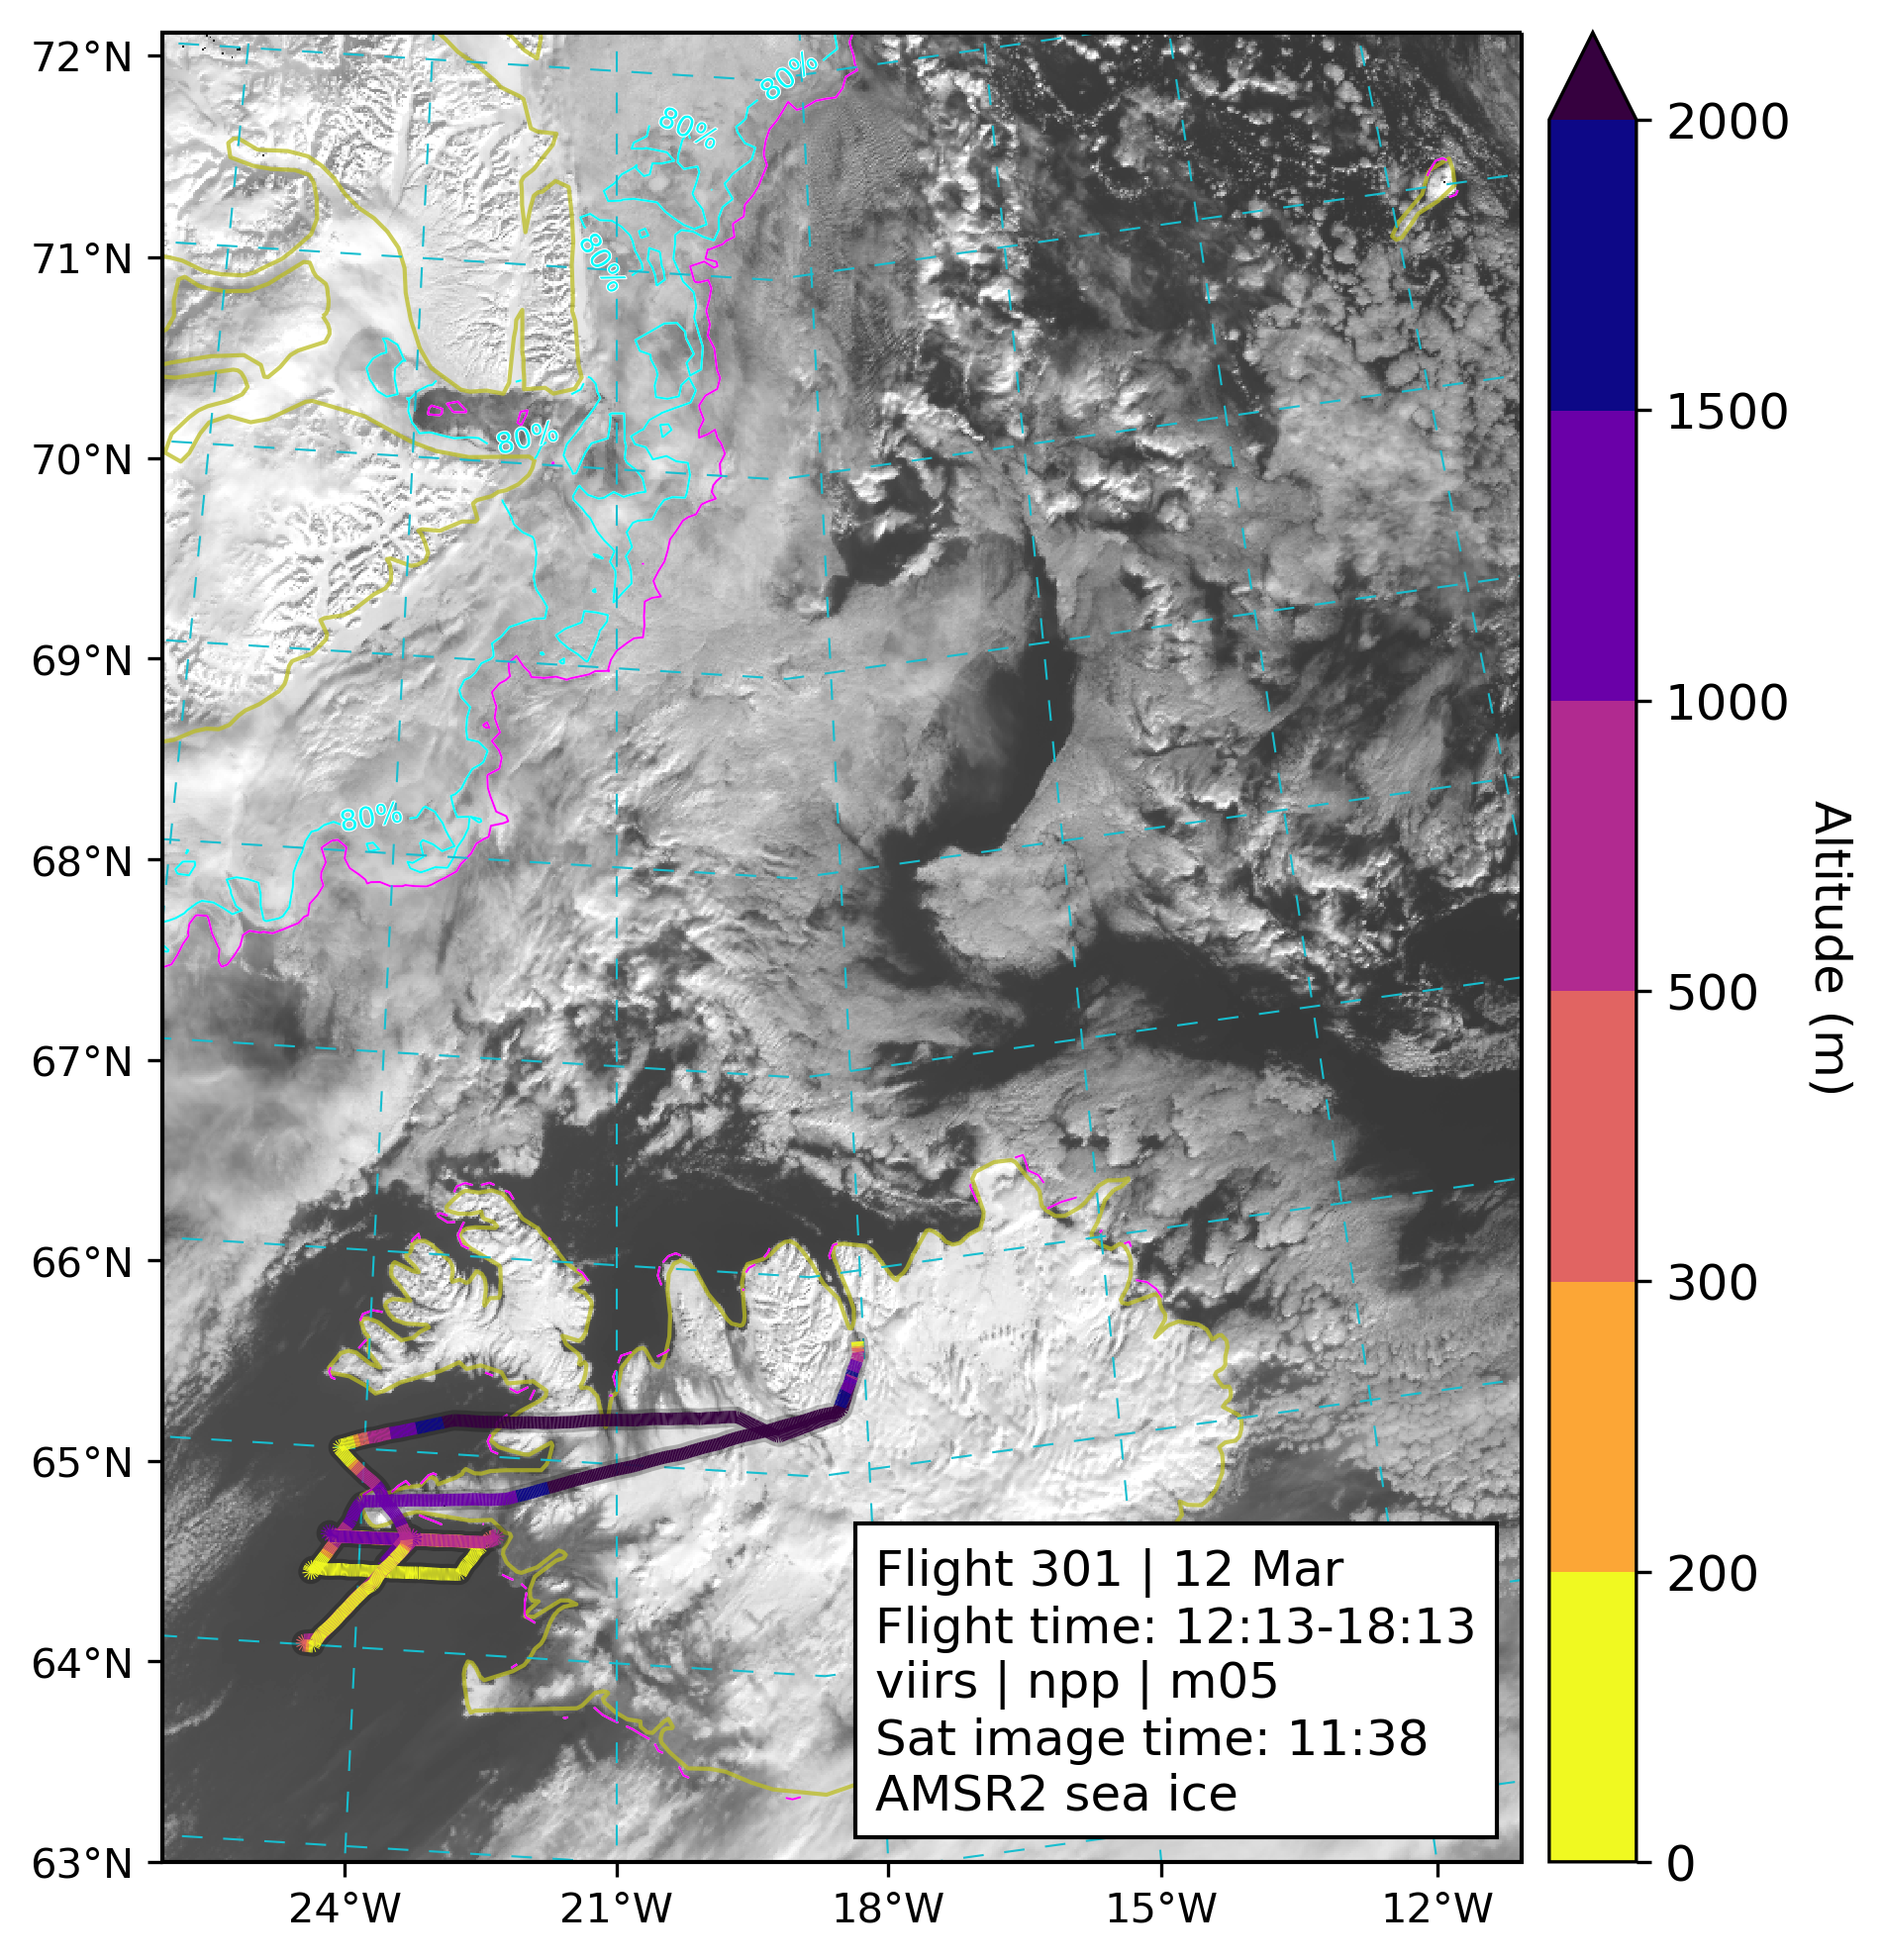 72°N
71°N
70°N
69°N
68°N
67°N
66°N
65°N
64°N
63°N
24°W
21°W
18°W
15°W
12°W
80%
80%
80%
80%
80%
Flight 301 | 12 Mar
Flight time: 12:13-18:13
viirs | npp | m05
Sat image time: 11:38
AMSR2 sea ice
2000
1500
1000
500
300
200
0
Altitude (m)